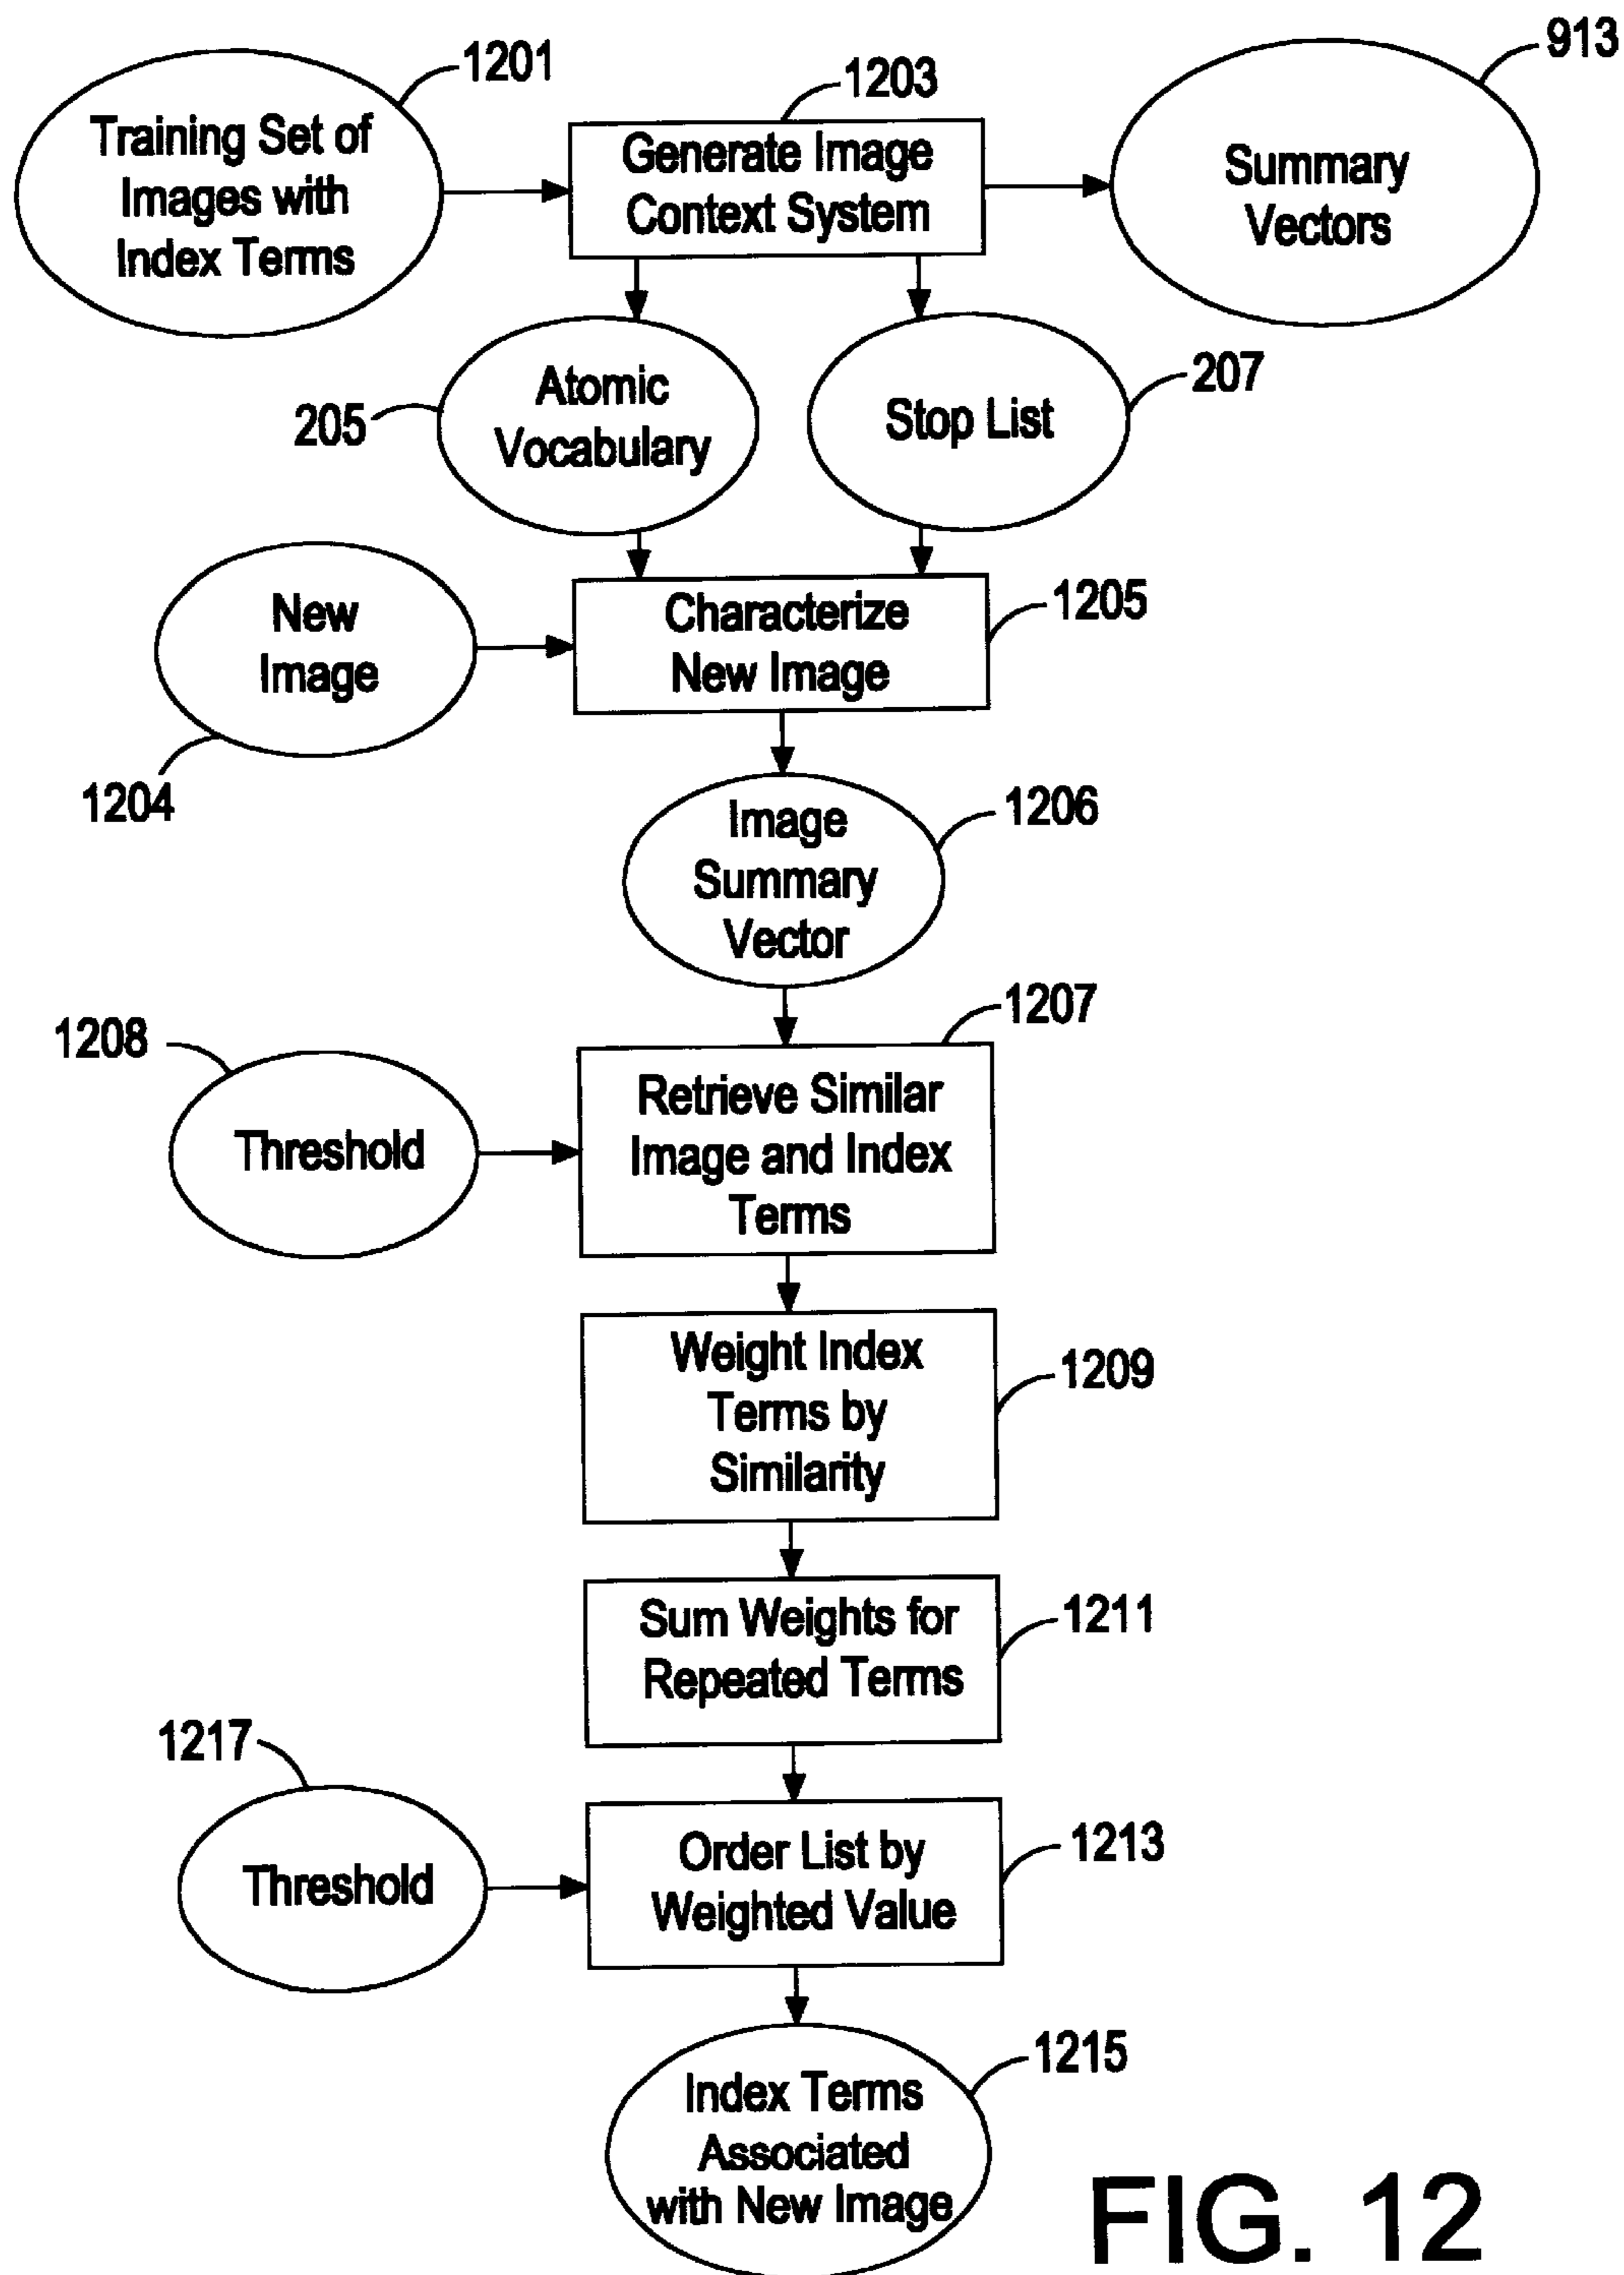 913
1201
1203
Training Set of
Images with
Index Terms
Generate Image
Context System
Summary
Vectors
205
Atomic
Vocabulary
Stop List
207
New
Image
1204
Characterize
New Image
1205
Image
Summary
Vector
1206
1207
1208
Threshold
Retrieve Similar
Image and Index
Terms
Weight Index
Terms by
Similarity
1209
Sum Weights for
Repeated Terms
1211
1217
Threshold
Order List by
Weighted Value
1213
Index Terms
Associated
with New Image
1215
FIG. 12